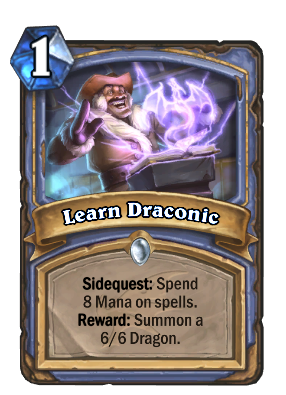 1
Learn Draconic
Sidequest: Spend
8 Mana on spells.
Reward: Summon a
6/6 Dragon.